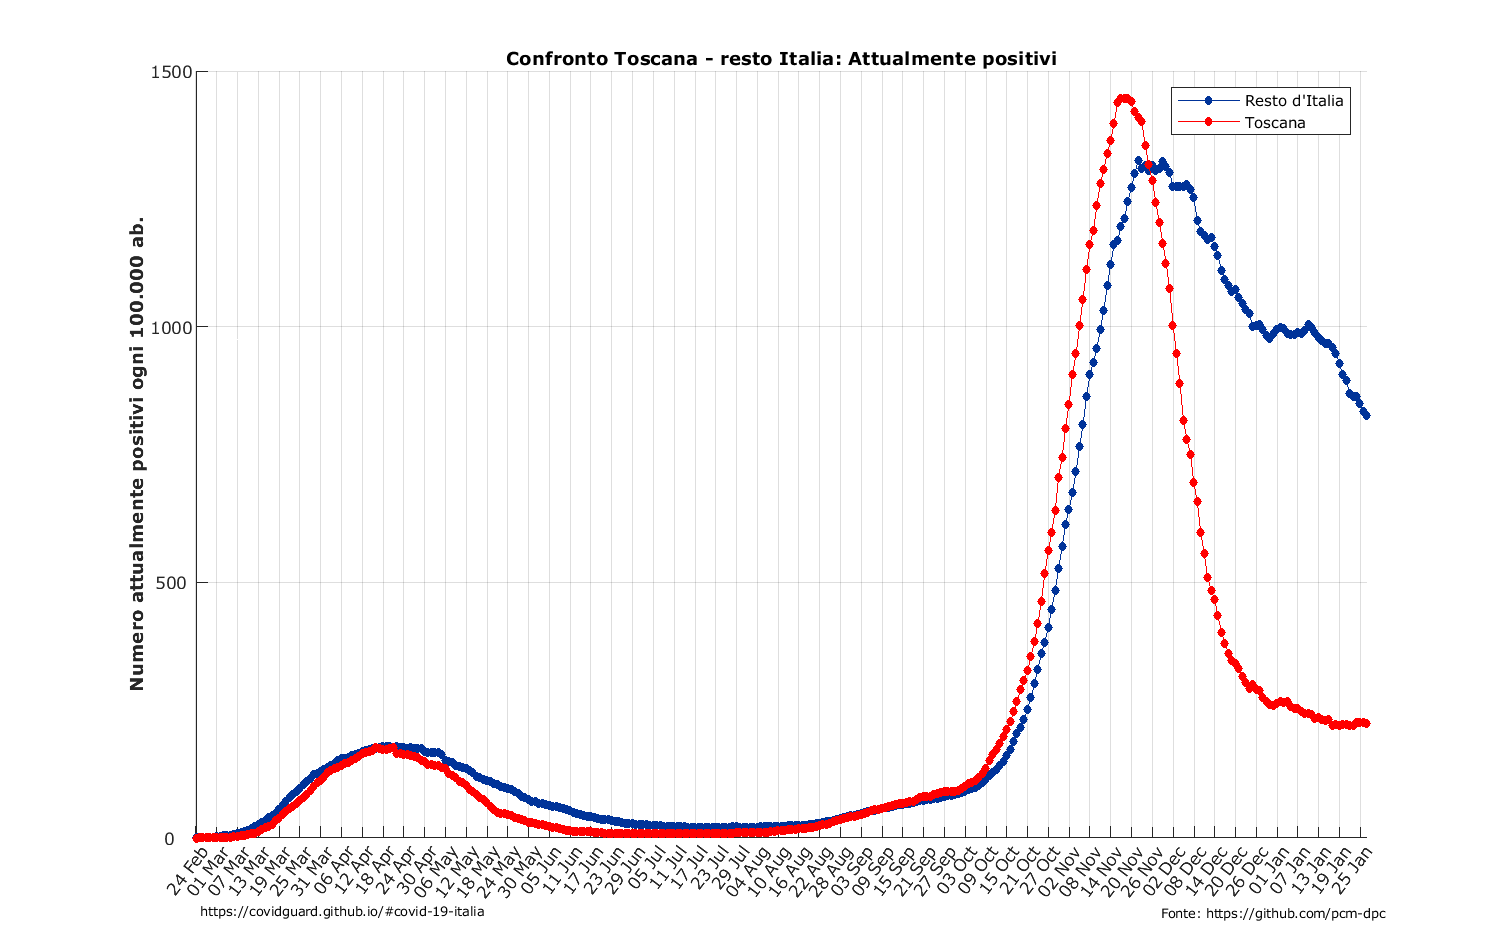 Confronto Toscana - resto Italia: Attualmente positivi
1500
1000
500
0
Numero attualmente positivi ogni 100.000 ab.
Resto d'Italia
Toscana
24 Feb
01 Mar
07 Mar
13 Mar
19 Mar
25 Mar
31 Mar
06 Apr
12 Apr
18 Apr
24 Apr
30 Apr
06 May
12 May
18 May
24 May
30 May
05 Jun
11 Jun
17 Jun
23 Jun
29 Jun
05 Jul
11 Jul
17 Jul
23 Jul
29 Jul
04 Aug
10 Aug
16 Aug
22 Aug
28 Aug
03 Sep
09 Sep
15 Sep
21 Sep
27 Sep
03 Oct
09 Oct
15 Oct
21 Oct
27 Oct
02 Nov
08 Nov
14 Nov
20 Nov
26 Nov
02 Dec
08 Dec
14 Dec
20 Dec
26 Dec
01 Jan
07 Jan
13 Jan
19 Jan
25 Jan
https://covidguard.github.io/#covid-19-italia
Fonte: https://github.com/pcm-dpc